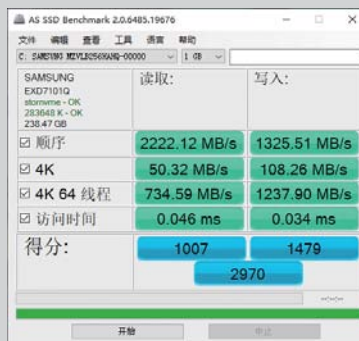 AS SSD Benchmark 2.0.6485.19676
文件 编辑 查看 工具 语言 帮助
C: SAMSUNG MZVLB256HAHQ-00000 1 GB
SAMSUNG
EXD7101Q
stornvme - OK
283648 K - OK
238.47 GB
读取: 写入:
顺序 2222.12 MB/s 1325.51 MB/s
4K 50.32 MB/s 108.26 MB/s
4K 64 线程 734.59 MB/s 1237.90 MB/s
访问时间 0.046 ms 0.034 ms
得分: 1007 1479
2970
--:--:--
开始 中止